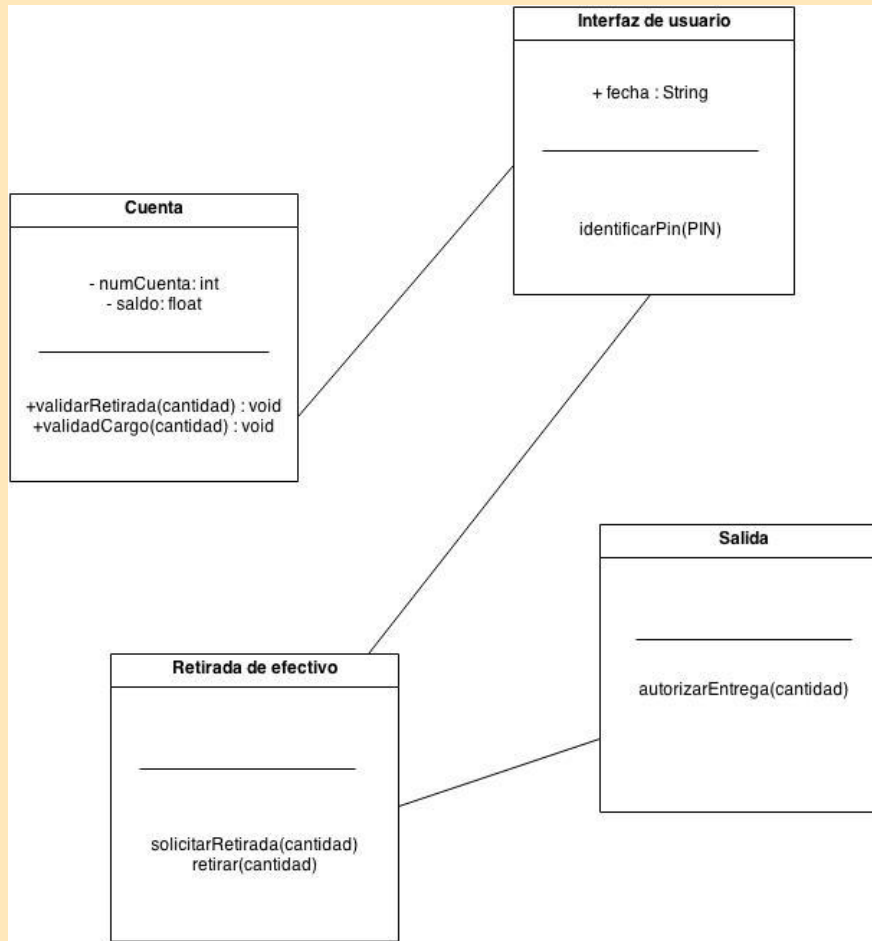 Interfaz de usuario
+ fecha : String
identificarPin(PIN)
Cuenta
- numCuenta: int
- saldo: float
+validarRetirada(cantidad) : void
+validadCargo(cantidad) : void
Salida
autorizarEntrega(cantidad)
Retirada de efectivo
solicitarRetirada(cantidad)
retirar(cantidad)